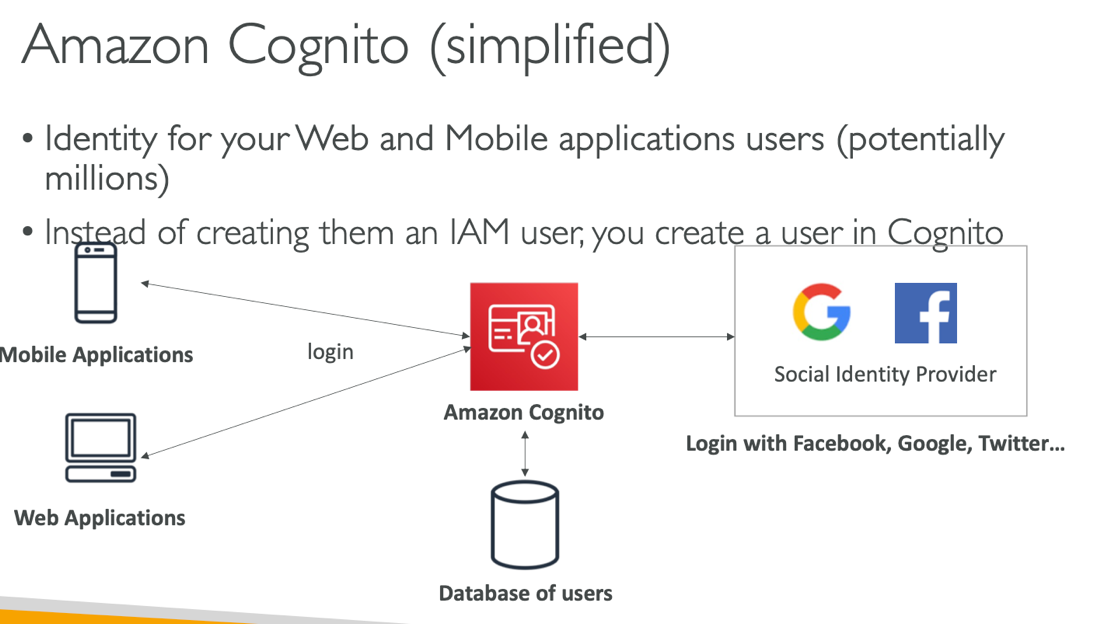 Amazon Cognito (simplified)
• Identity for your Web and Mobile applications users (potentially
millions)
• Instead of creating them an IAM user, you create a user in Cognito
Mobile Applications
login
Web Applications
Amazon Cognito
Database of users
Social Identity Provider
Login with Facebook, Google, Twitter...